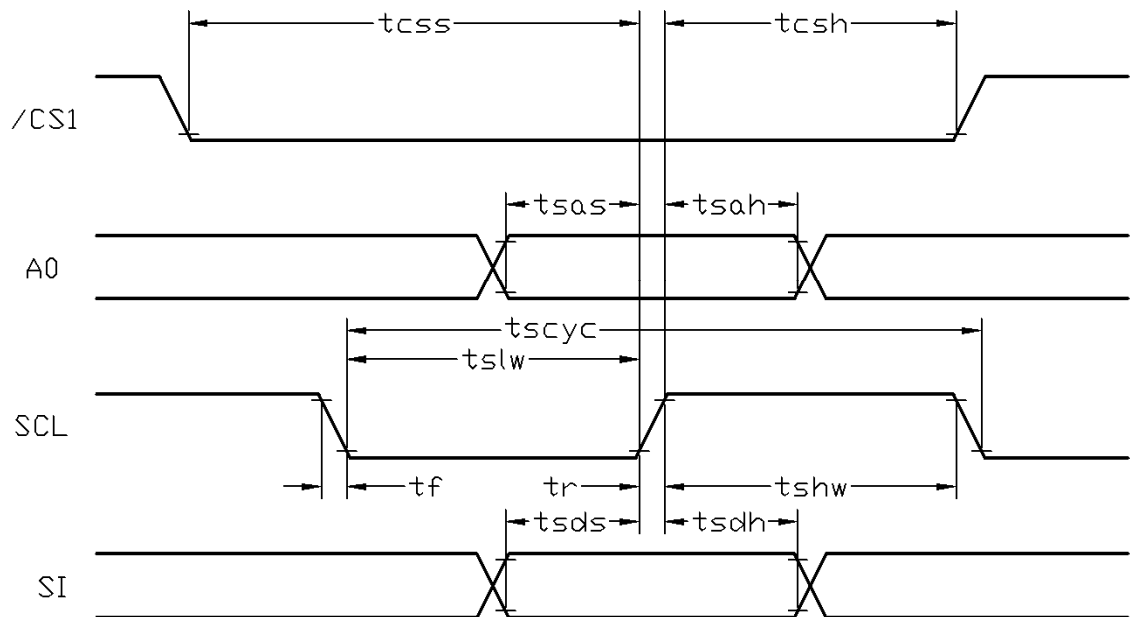 tcss tcsh
/CS1
tsas tsah
A0
tscyc
tslw
SCL
tf tr tshw
tsds tsdh
SI